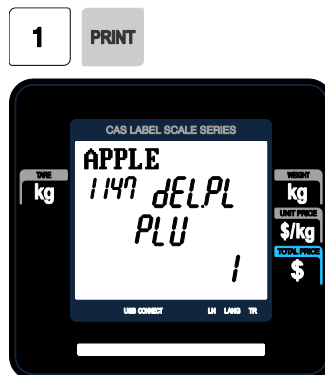 1 PRINT
CAS LABEL SCALE SERIES
APPLE
TARE
kg
1147 dEL.PL
WEIGHT
kg
PLU
UNIT PRICE
$/kg
TOTAL PRICE
1
$
USB CONNECT LN LANG TR